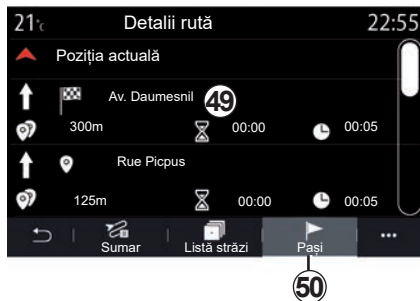 21°c Detalii rută 22:55
Poziția actuală
Av. Daumesnil 49
300m 00:00 00:05
Rue Picpus
125m 00:00 00:05
Sumar Listă străzi Pași
50